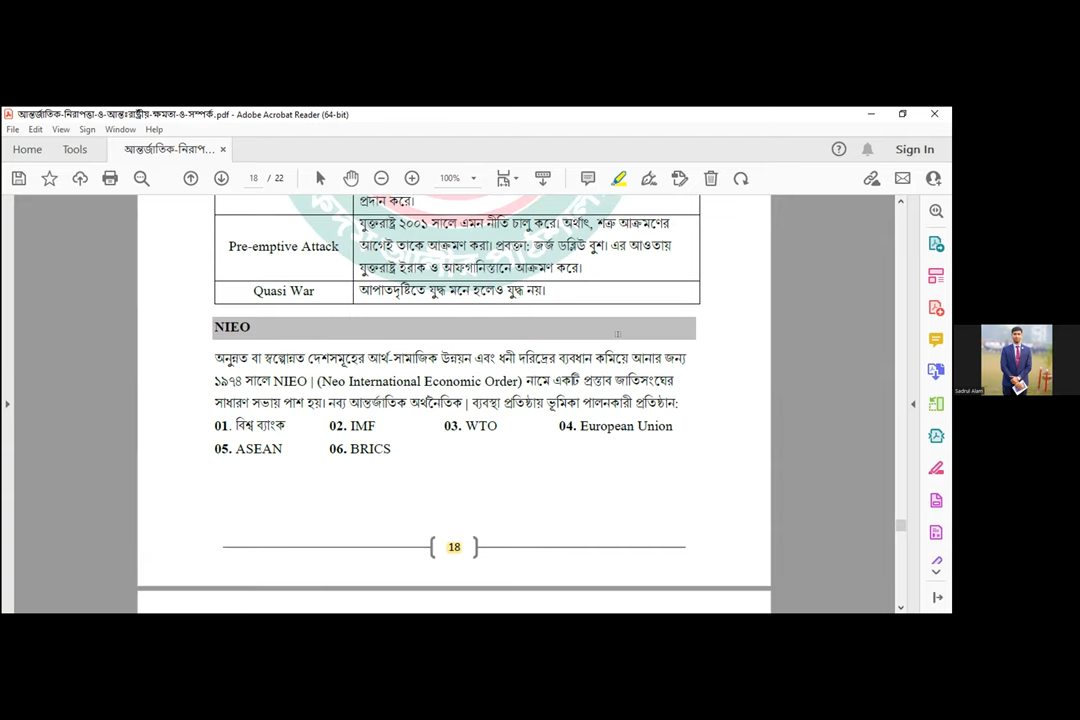 আন্তর্জাতিক-নিরাপত্তা-ও-আন্তঃরাষ্ট্রীয়-ক্ষমতা-ও-সম্পর্ক.pdf - Adobe Acrobat Reader (64-bit)
File Edit View Sign Window Help
Home Tools আন্তর্জাতিক-নিরাপ... × Sign In
18 / 22 100%
প্রদান করে।
যুক্তরাষ্ট্র ২০০১ সালে এমন নীতি চালু করে। অর্থাৎ, শত্রু আক্রমণের
Pre-emptive Attack আগেই তাকে আক্রমণ করা। প্রবক্তা: জর্জ ডব্লিউ বুশ। এর আওতায়
যুক্তরাষ্ট্র ইরাক ও আফগানিস্তানে আক্রমণ করে।
Quasi War আপাতদৃষ্টিতে যুদ্ধ মনে হলেও যুদ্ধ নয়।
NIEO
অনুন্নত বা স্বল্পোন্নত দেশসমূহের আর্থ-সামাজিক উন্নয়ন এবং ধনী দরিদ্রের ব্যবধান কমিয়ে আনার জন্য
১৯৭৪ সালে NIEO | (Neo International Economic Order) নামে একটি প্রস্তাব জাতিসংঘের
সাধারণ সভায় পাশ হয়। নব্য আন্তর্জাতিক অর্থনৈতিক | ব্যবস্থা প্রতিষ্ঠায় ভূমিকা পালনকারী প্রতিষ্ঠান:
01. বিশ্ব ব্যাংক 02. IMF 03. WTO 04. European Union
05. ASEAN 06. BRICS
18
Sadrul Alam